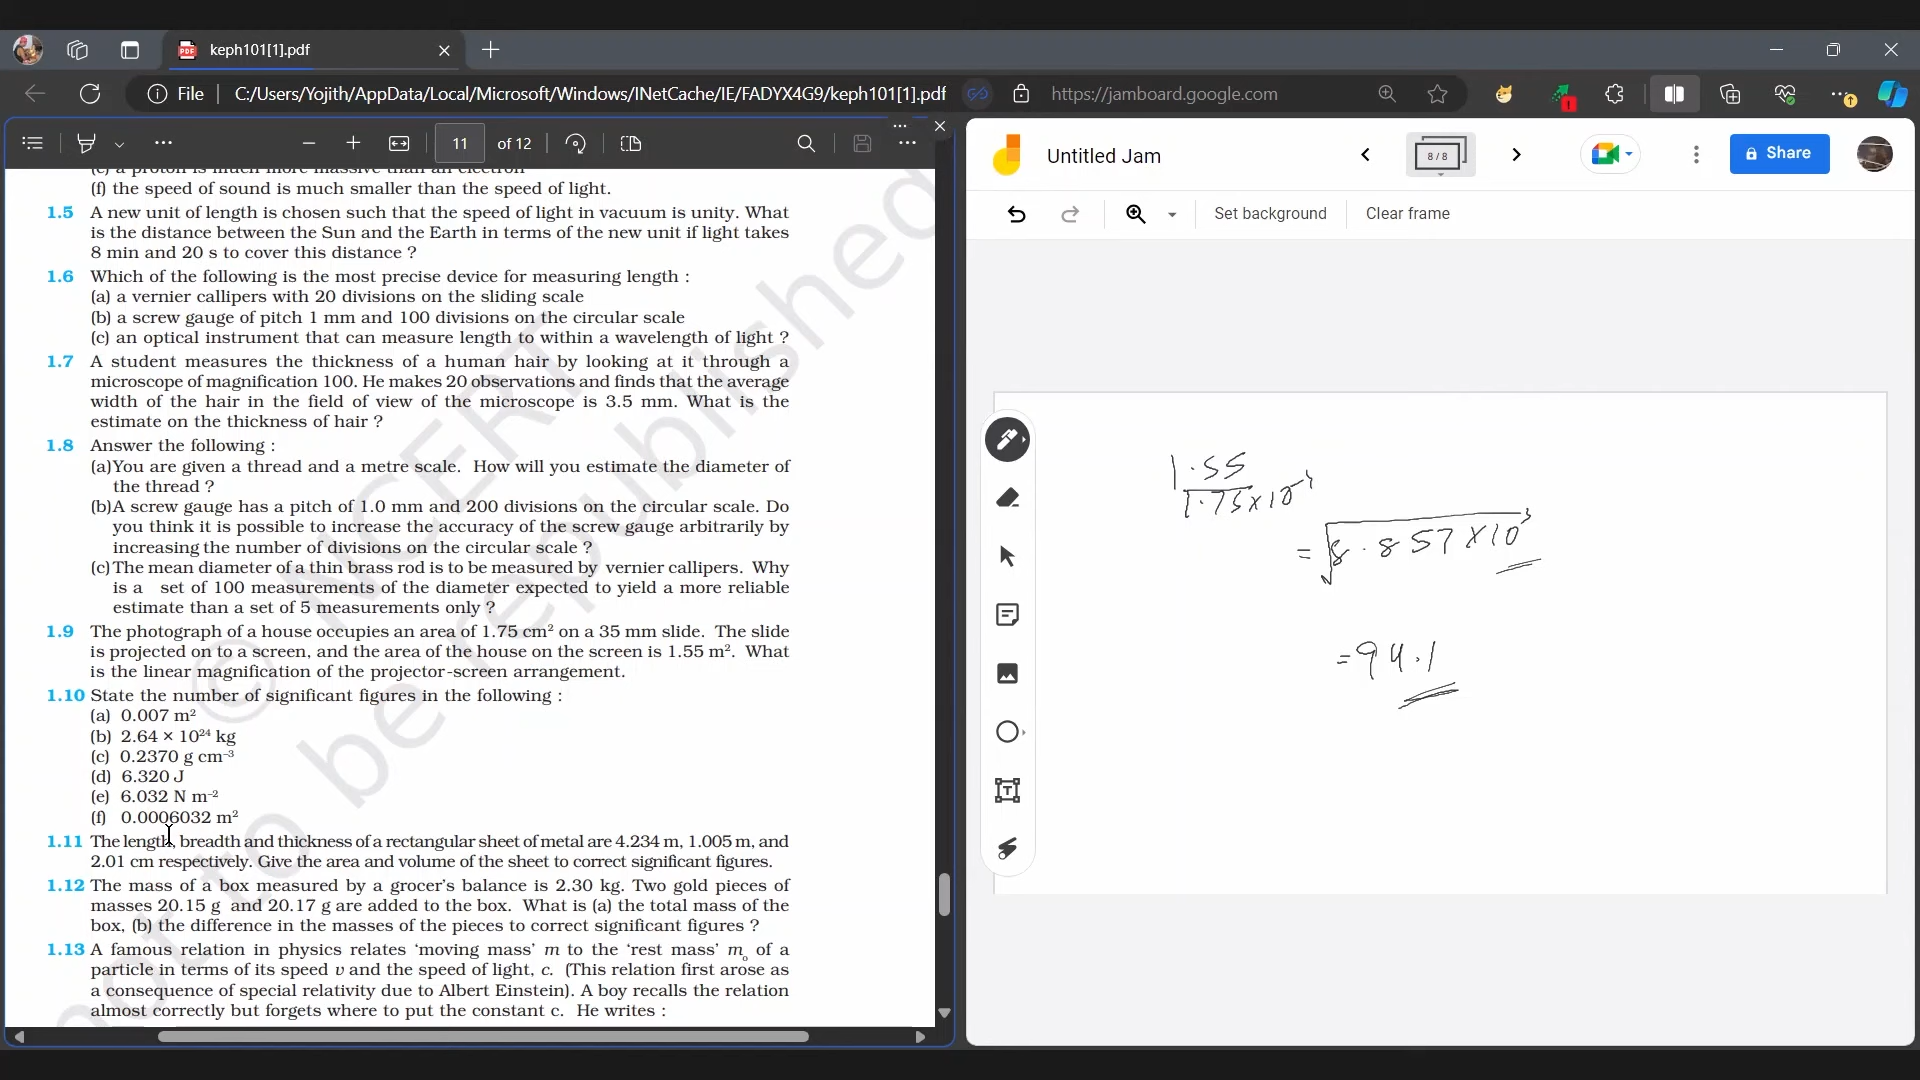 keph101[1].pdf
File
C:/Users/Yojith/AppData/Local/Microsoft/Windows/INetCache/IE/FADYX4G9/keph101[1].pdf
https://jamboard.google.com
11 of 12
(e) a proton is much more massive than an electron
(f) the speed of sound is much smaller than the speed of light.
1.5 A new unit of length is chosen such that the speed of light in vacuum is unity. What
is the distance between the Sun and the Earth in terms of the new unit if light takes
8 min and 20 s to cover this distance ?
1.6 Which of the following is the most precise device for measuring length :
(a) a vernier callipers with 20 divisions on the sliding scale
(b) a screw gauge of pitch 1 mm and 100 divisions on the circular scale
(c) an optical instrument that can measure length to within a wavelength of light ?
1.7 A student measures the thickness of a human hair by looking at it through a
microscope of magnification 100. He makes 20 observations and finds that the average
width of the hair in the field of view of the microscope is 3.5 mm. What is the
estimate on the thickness of hair ?
1.8 Answer the following :
(a)You are given a thread and a metre scale. How will you estimate the diameter of
the thread ?
(b)A screw gauge has a pitch of 1.0 mm and 200 divisions on the circular scale. Do
you think it is possible to increase the accuracy of the screw gauge arbitrarily by
increasing the number of divisions on the circular scale ?
(c)The mean diameter of a thin brass rod is to be measured by vernier callipers. Why
is a set of 100 measurements of the diameter expected to yield a more reliable
estimate than a set of 5 measurements only ?
1.9 The photograph of a house occupies an area of 1.75 cm² on a 35 mm slide. The slide
is projected on to a screen, and the area of the house on the screen is 1.55 m². What
is the linear magnification of the projector-screen arrangement.
1.10 State the number of significant figures in the following :
(a) 0.007 m²
(b) 2.64 × 10²⁴ kg
(c) 0.2370 g cm⁻³
(d) 6.320 J
(e) 6.032 N m⁻²
(f) 0.0006032 m²
1.11 The length, breadth and thickness of a rectangular sheet of metal are 4.234 m, 1.005 m, and
2.01 cm respectively. Give the area and volume of the sheet to correct significant figures.
1.12 The mass of a box measured by a grocer's balance is 2.30 kg. Two gold pieces of
masses 20.15 g and 20.17 g are added to the box. What is (a) the total mass of the
box, (b) the difference in the masses of the pieces to correct significant figures ?
1.13 A famous relation in physics relates 'moving mass' m to the 'rest mass' m₀ of a
particle in terms of its speed v and the speed of light, c. (This relation first arose as
a consequence of special relativity due to Albert Einstein). A boy recalls the relation
almost correctly but forgets where to put the constant c. He writes :
© NCERT
not to be republished
Untitled Jam
8 / 8
Share
Set background
Clear frame
1.55
= √8.857×10³
= 94.1